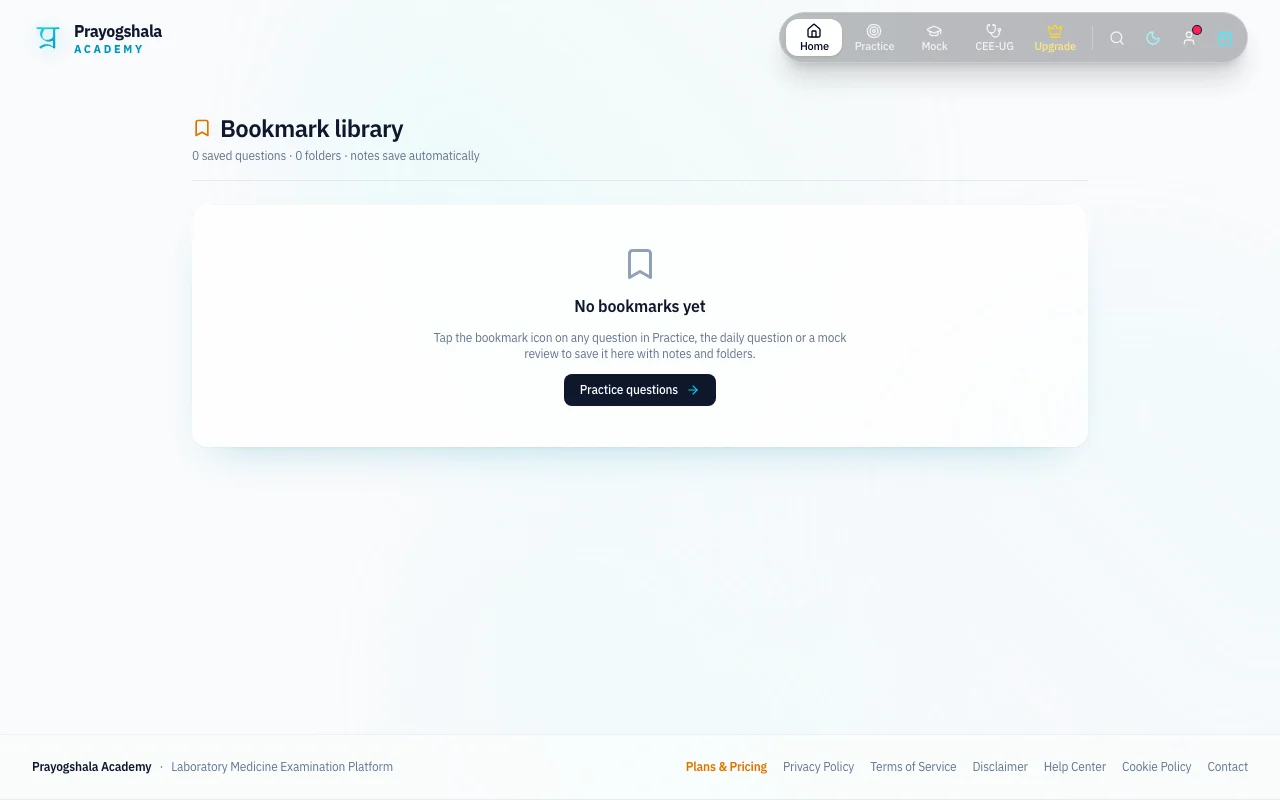 प्र
Prayogshala
ACADEMY
Home
Practice
Mock
CEE-UG
Upgrade
Bookmark library
0 saved questions · 0 folders · notes save automatically
No bookmarks yet
Tap the bookmark icon on any question in Practice, the daily question or a mock
review to save it here with notes and folders.
Practice questions
Prayogshala Academy · Laboratory Medicine Examination Platform
Plans & Pricing
Privacy Policy
Terms of Service
Disclaimer
Help Center
Cookie Policy
Contact